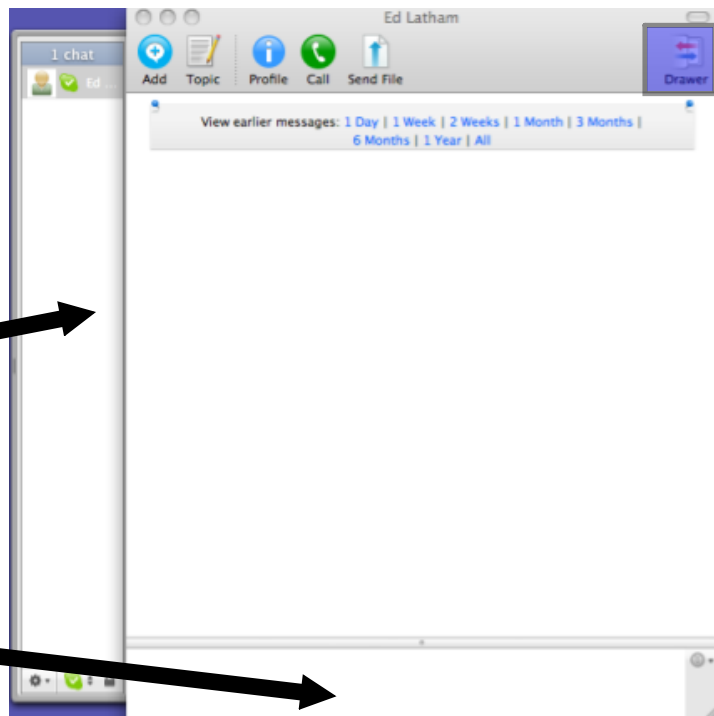 Ed Latham
1 chat
Ed ...
Add Topic Profile Call Send File Drawer
View earlier messages: 1 Day | 1 Week | 2 Weeks | 1 Month | 3 Months |
6 Months | 1 Year | All